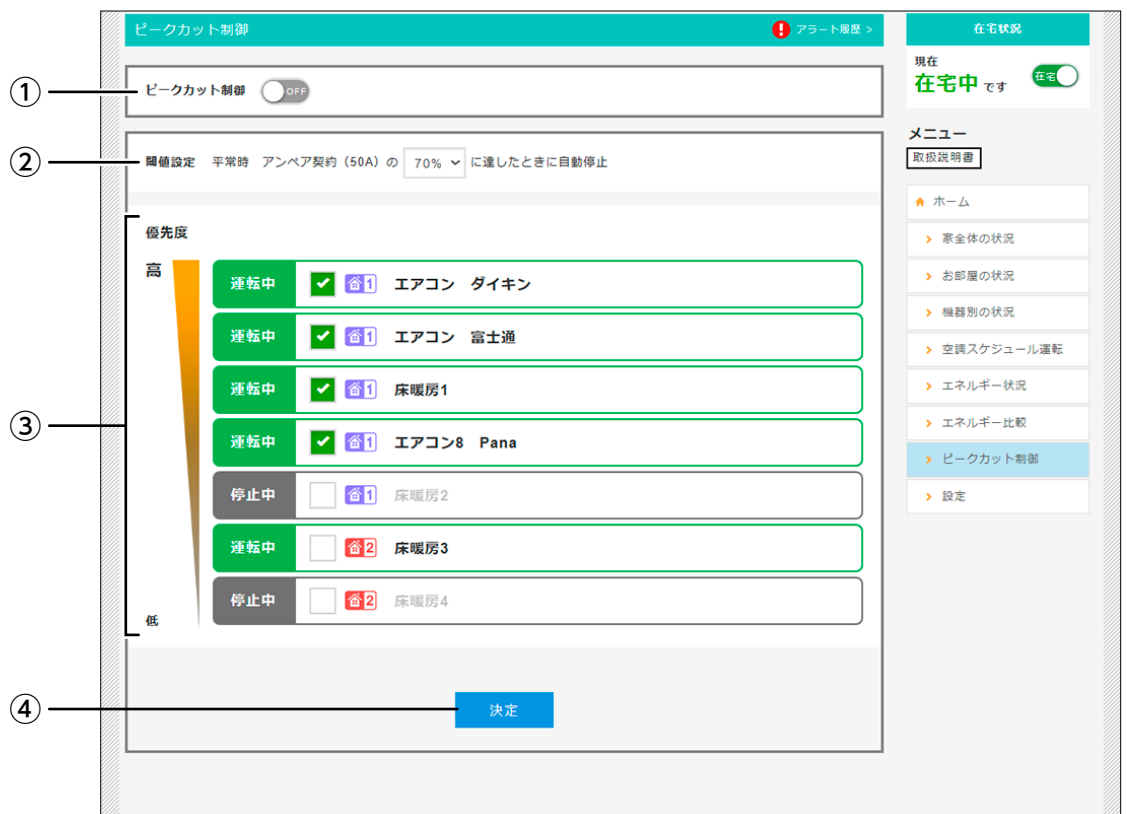 ピークカット制御
アラート履歴 >
①
ピークカット制御 OFF
②
閾値設定 平常時 アンペア契約（50A）の 70% に達したときに自動停止
③
優先度
高
運転中 1 エアコン ダイキン
運転中 1 エアコン 富士通
運転中 1 床暖房1
運転中 1 エアコン8 Pana
停止中 1 床暖房2
運転中 2 床暖房3
停止中 2 床暖房4
低
④
決定
在宅状況
現在
在宅中 です 在宅
メニュー
取扱説明書
ホーム
家全体の状況
お部屋の状況
機器別の状況
空調スケジュール運転
エネルギー状況
エネルギー比較
ピークカット制御
設定